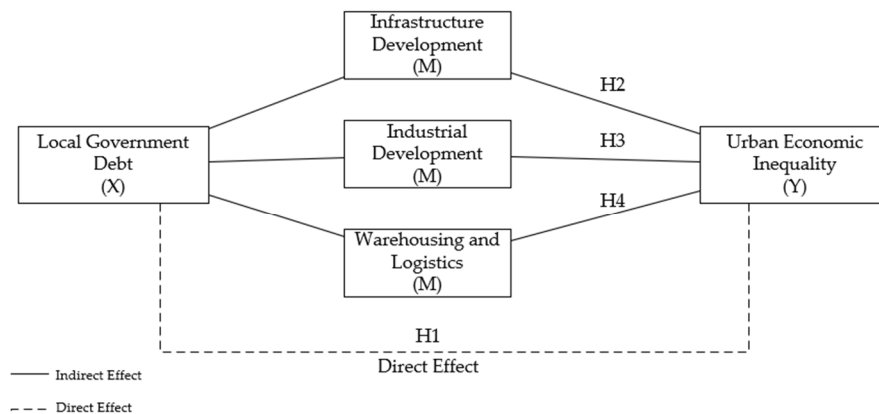 Infrastructure
Development
(M)
H2
Local Government
Debt
(X)
Industrial
Development
(M)
H3
Urban Economic
Inequality
(Y)
H4
Warehousing and
Logistics
(M)
H1
Direct Effect
Indirect Effect
Direct Effect